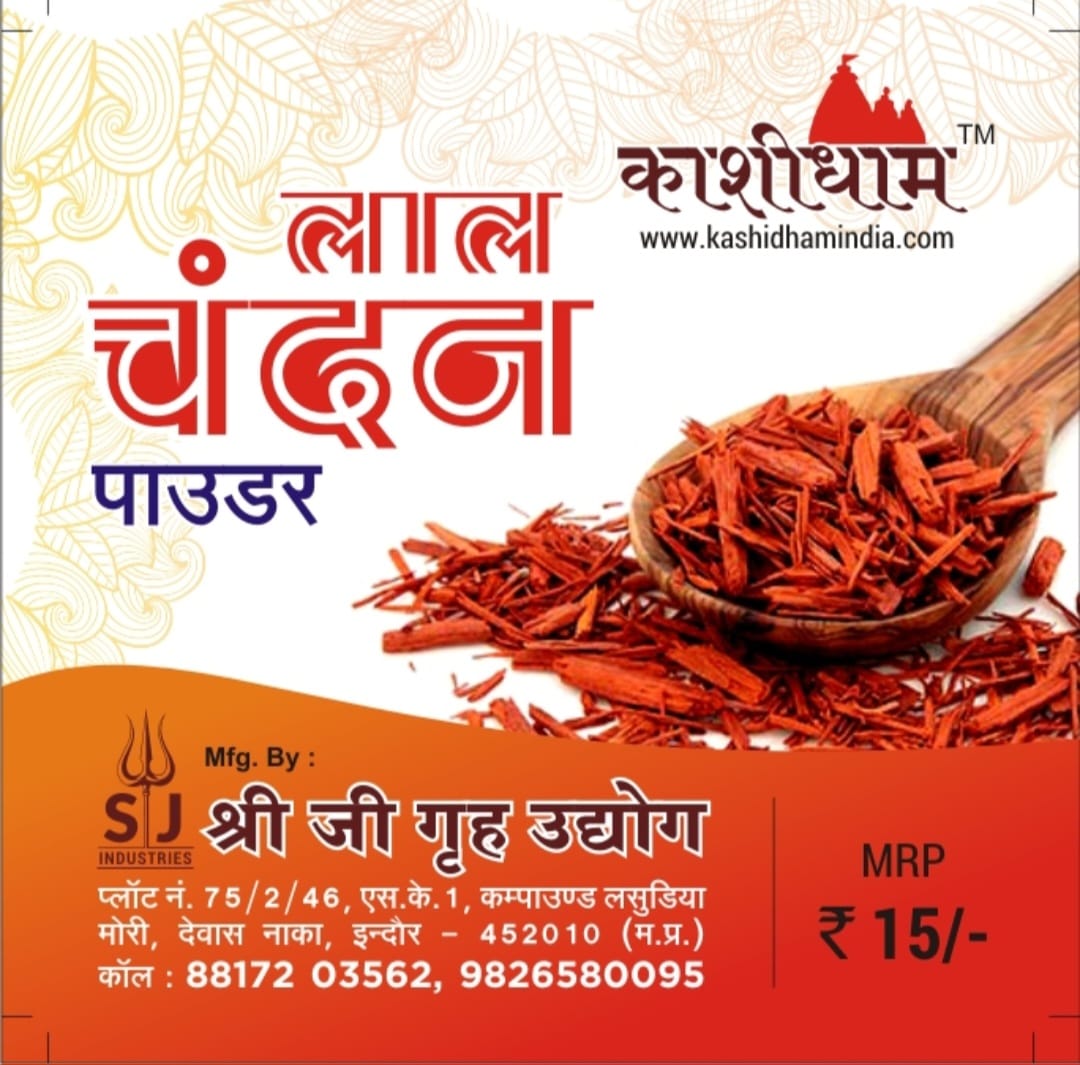 काशीधाम TM
www.kashidhamindia.com
लाल
चंदन
पाउडर
Mfg. By :
SJ
INDUSTRIES
श्री जी गृह उद्योग
प्लॉट नं. 75/2/46, एस.के.1, कम्पाउण्ड लसुडिया
मोरी, देवास नाका, इन्दौर – 452010 (म.प्र.)
कॉल : 88172 03562, 9826580095
MRP
₹ 15/-